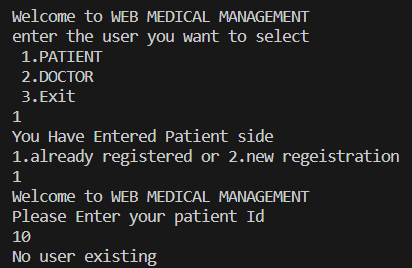 Welcome to WEB MEDICAL MANAGEMENT
enter the user you want to select
1.PATIENT
2.DOCTOR
3.Exit
1
You Have Entered Patient side
1.already registered or 2.new regeistration
1
Welcome to WEB MEDICAL MANAGEMENT
Please Enter your patient Id
10
No user existing